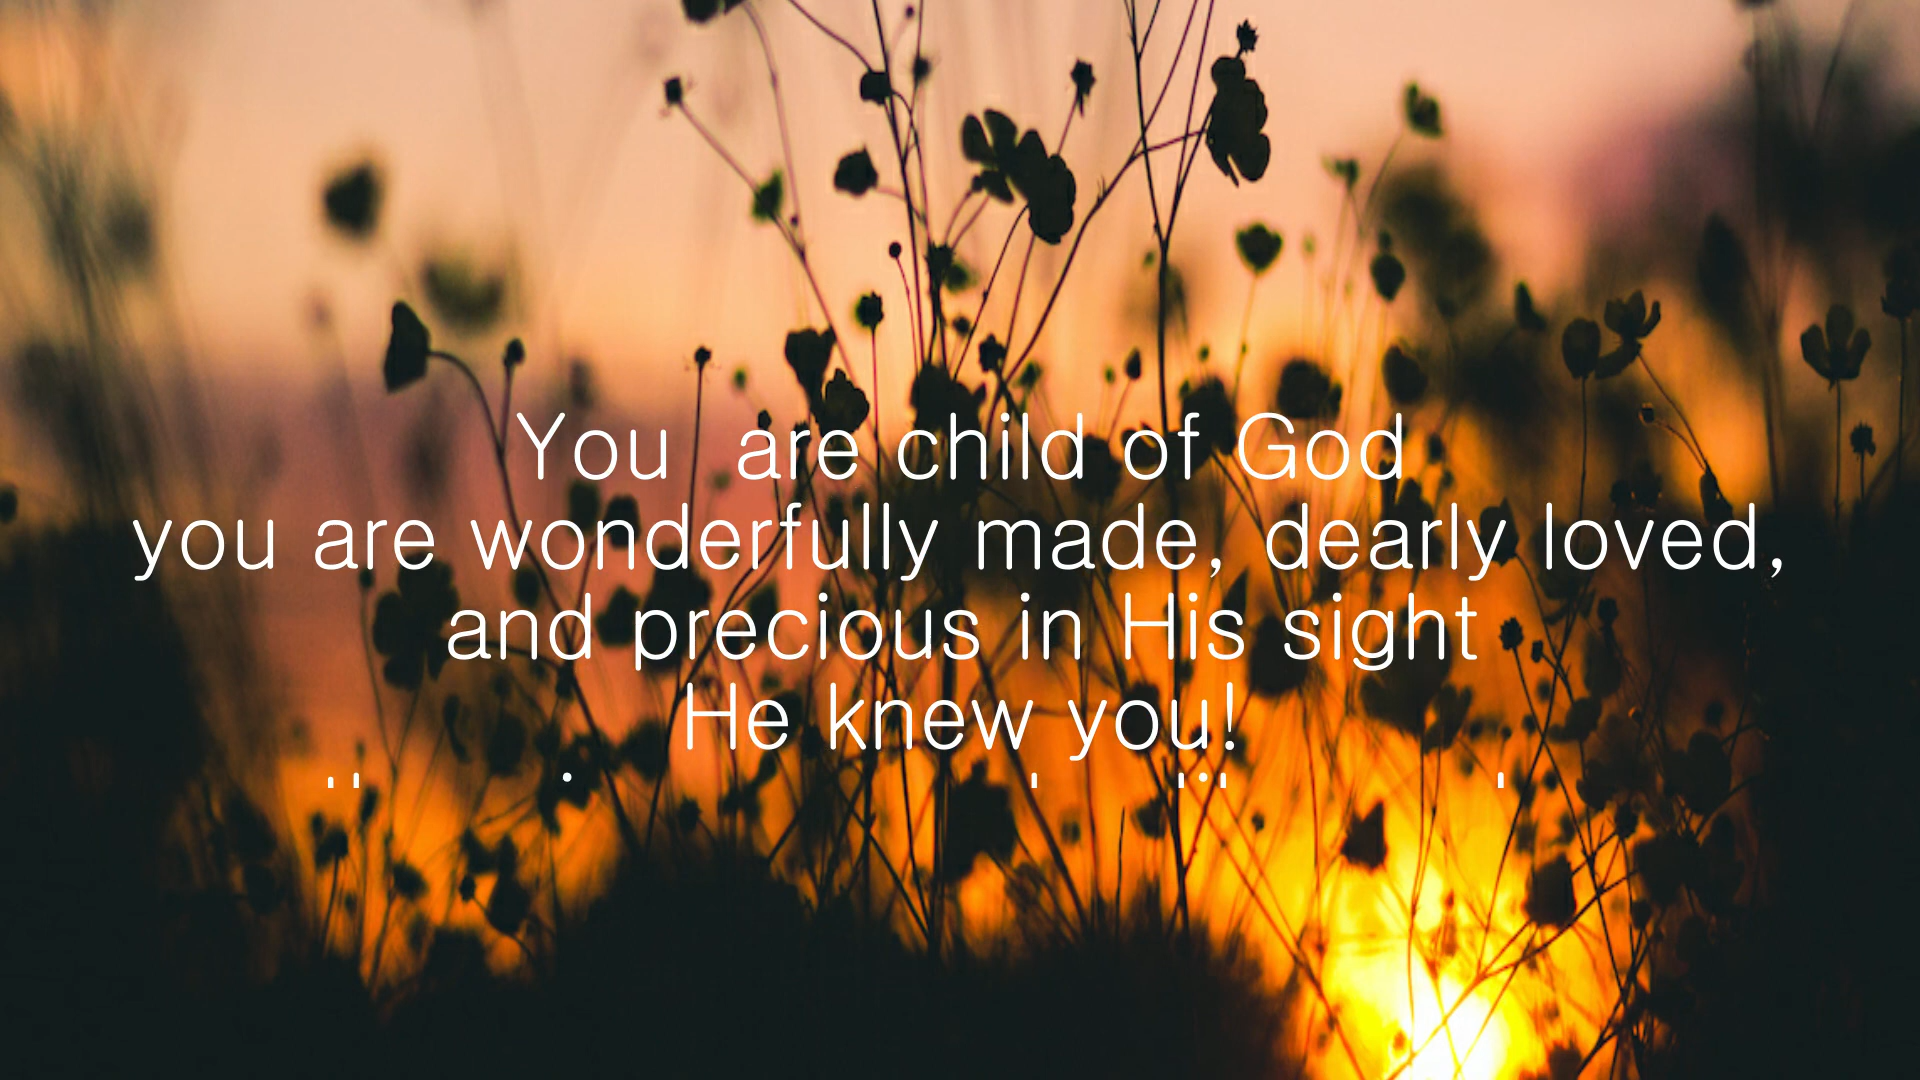 You  are child of God
you are wonderfully made, dearly loved,
and precious in His sight
He knew you!